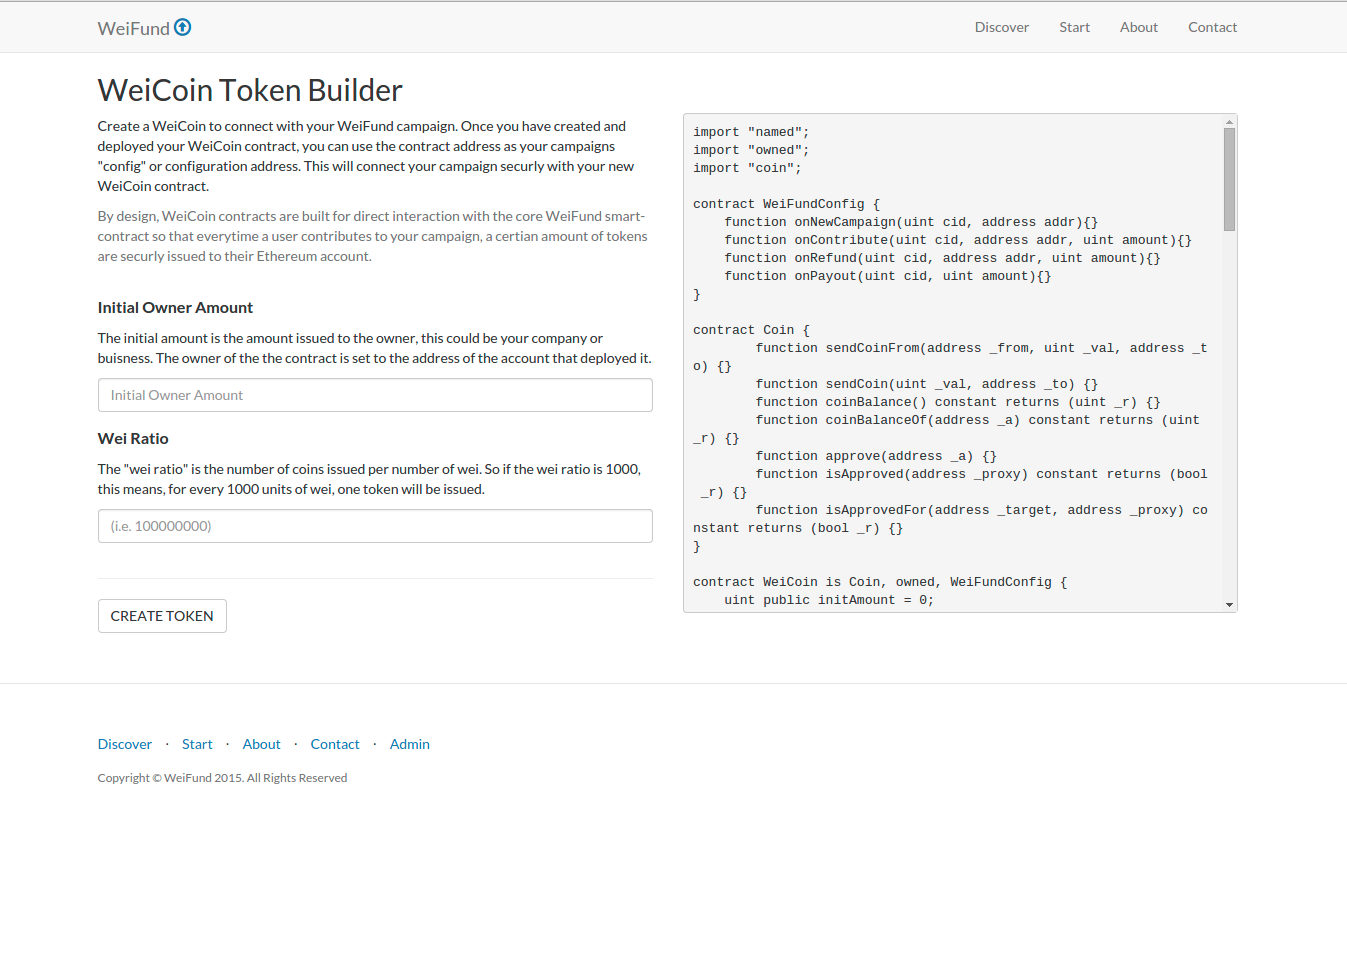 WeiFund
Discover Start About Contact
WeiCoin Token Builder
Create a WeiCoin to connect with your WeiFund campaign. Once you have created and
deployed your WeiCoin contract, you can use the contract address as your campaigns
"config" or configuration address. This will connect your campaign securly with your new
WeiCoin contract.
By design, WeiCoin contracts are built for direct interaction with the core WeiFund smart-
contract so that everytime a user contributes to your campaign, a certian amount of tokens
are securly issued to their Ethereum account.
Initial Owner Amount
The initial amount is the amount issued to the owner, this could be your company or
buisness. The owner of the the contract is set to the address of the account that deployed it.
Initial Owner Amount
Wei Ratio
The "wei ratio" is the number of coins issued per number of wei. So if the wei ratio is 1000,
this means, for every 1000 units of wei, one token will be issued.
(i.e. 100000000)
CREATE TOKEN
import "named";
import "owned";
import "coin";
contract WeiFundConfig {
function onNewCampaign(uint cid, address addr){}
function onContribute(uint cid, address addr, uint amount){}
function onRefund(uint cid, address addr, uint amount){}
function onPayout(uint cid, uint amount){}
}
contract Coin {
function sendCoinFrom(address _from, uint _val, address _t
o) {}
function sendCoin(uint _val, address _to) {}
function coinBalance() constant returns (uint _r) {}
function coinBalanceOf(address _a) constant returns (uint
_r) {}
function approve(address _a) {}
function isApproved(address _proxy) constant returns (bool
_r) {}
function isApprovedFor(address _target, address _proxy) co
nstant returns (bool _r) {}
}
contract WeiCoin is Coin, owned, WeiFundConfig {
uint public initAmount = 0;
Discover · Start · About · Contact · Admin
Copyright © WeiFund 2015. All Rights Reserved